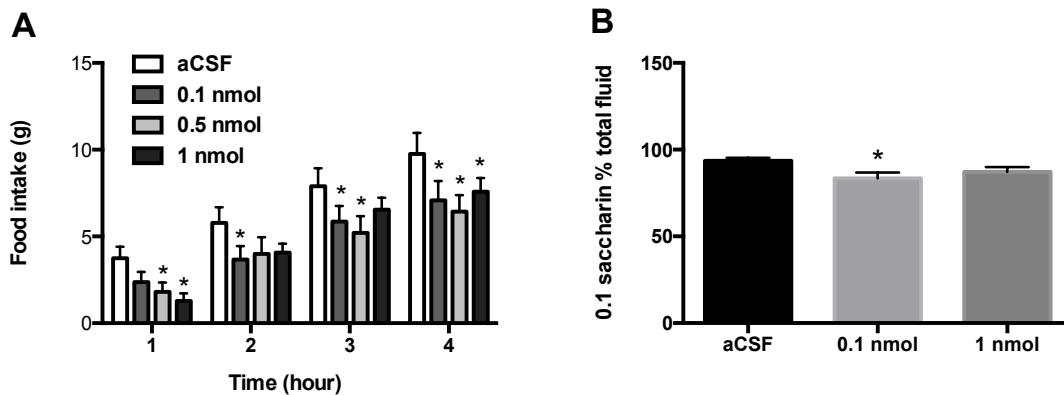 A
Food intake (g)
15
10
5
0
aCSF
0.1 nmol
0.5 nmol
1 nmol
*
*
*
*
*
*
*
*
1
2
3
4
Time (hour)
B
0.1 saccharin % total fluid
150
100
50
0
*
aCSF
0.1 nmol
1 nmol